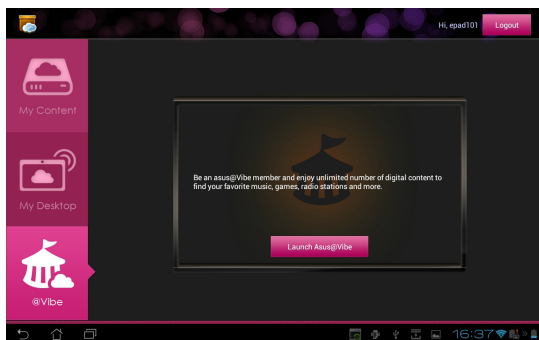 Hi, epad101
Logout
My Content
My Desktop
@Vibe
Be an asus@Vibe member and enjoy unlimited number of digital content to
find your favorite music, games, radio stations and more.
Launch Asus@Vibe
16:37